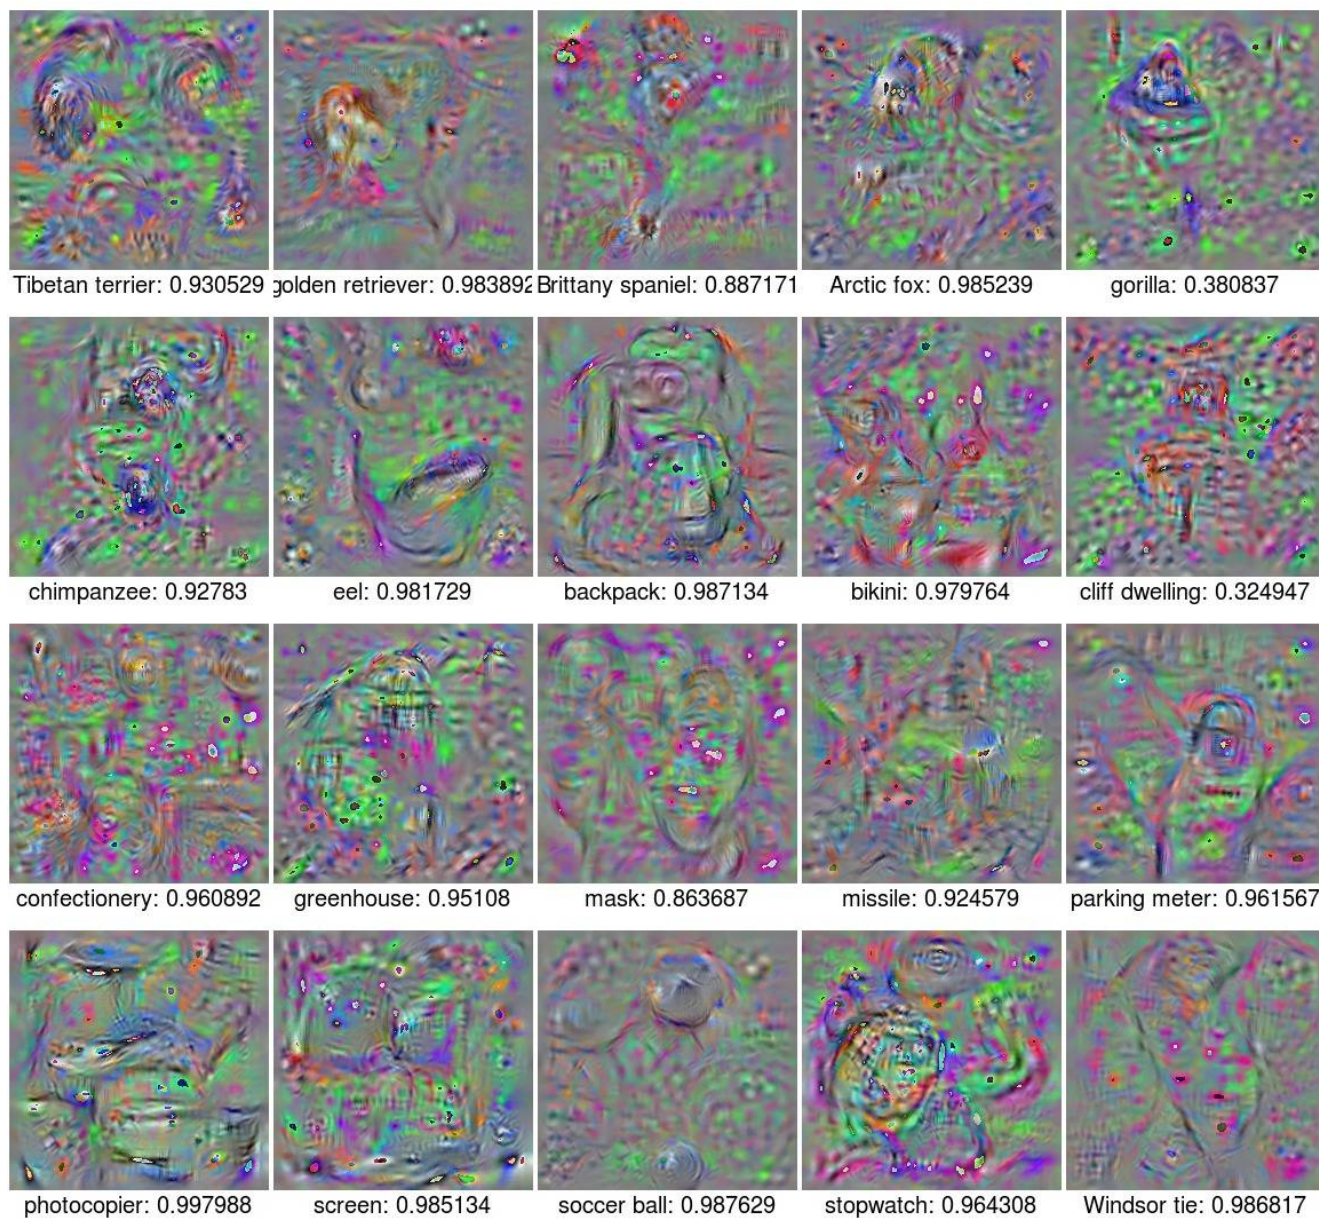 Tibetan terrier: 0.930529 golden retriever: 0.983892 Brittany spaniel: 0.887171 Arctic fox: 0.985239 gorilla: 0.380837
chimpanzee: 0.92783 eel: 0.981729 backpack: 0.987134 bikini: 0.979764 cliff dwelling: 0.324947
confectionery: 0.960892 greenhouse: 0.95108 mask: 0.863687 missile: 0.924579 parking meter: 0.961567
photocopier: 0.997988 screen: 0.985134 soccer ball: 0.987629 stopwatch: 0.964308 Windsor tie: 0.986817